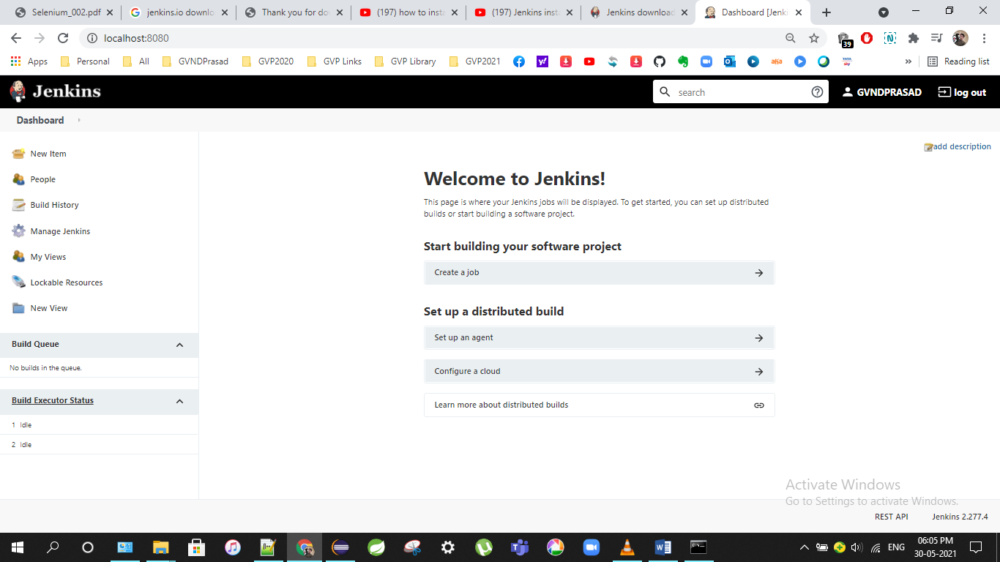 Selenium_002.pdf
jenkins.io downlo
Thank you for do
(197) how to insta
(197) Jenkins insta
Jenkins download
Dashboard [Jenki
localhost:8080
39
Apps
Personal
All
GVNDPrasad
GVP2020
GVP Links
GVP Library
GVP2021
Reading list
Jenkins
search
GVNDPRASAD
log out
Dashboard
add description
New Item
People
Build History
Manage Jenkins
My Views
Lockable Resources
New View
Build Queue
No builds in the queue.
Build Executor Status
1 Idle
2 Idle
Welcome to Jenkins!
This page is where your Jenkins jobs will be displayed. To get started, you can set up distributed
builds or start building a software project.
Start building your software project
Create a job
Set up a distributed build
Set up an agent
Configure a cloud
Learn more about distributed builds
Activate Windows
Go to Settings to activate Windows.
REST API
Jenkins 2.277.4
ENG
06:05 PM
30-05-2021